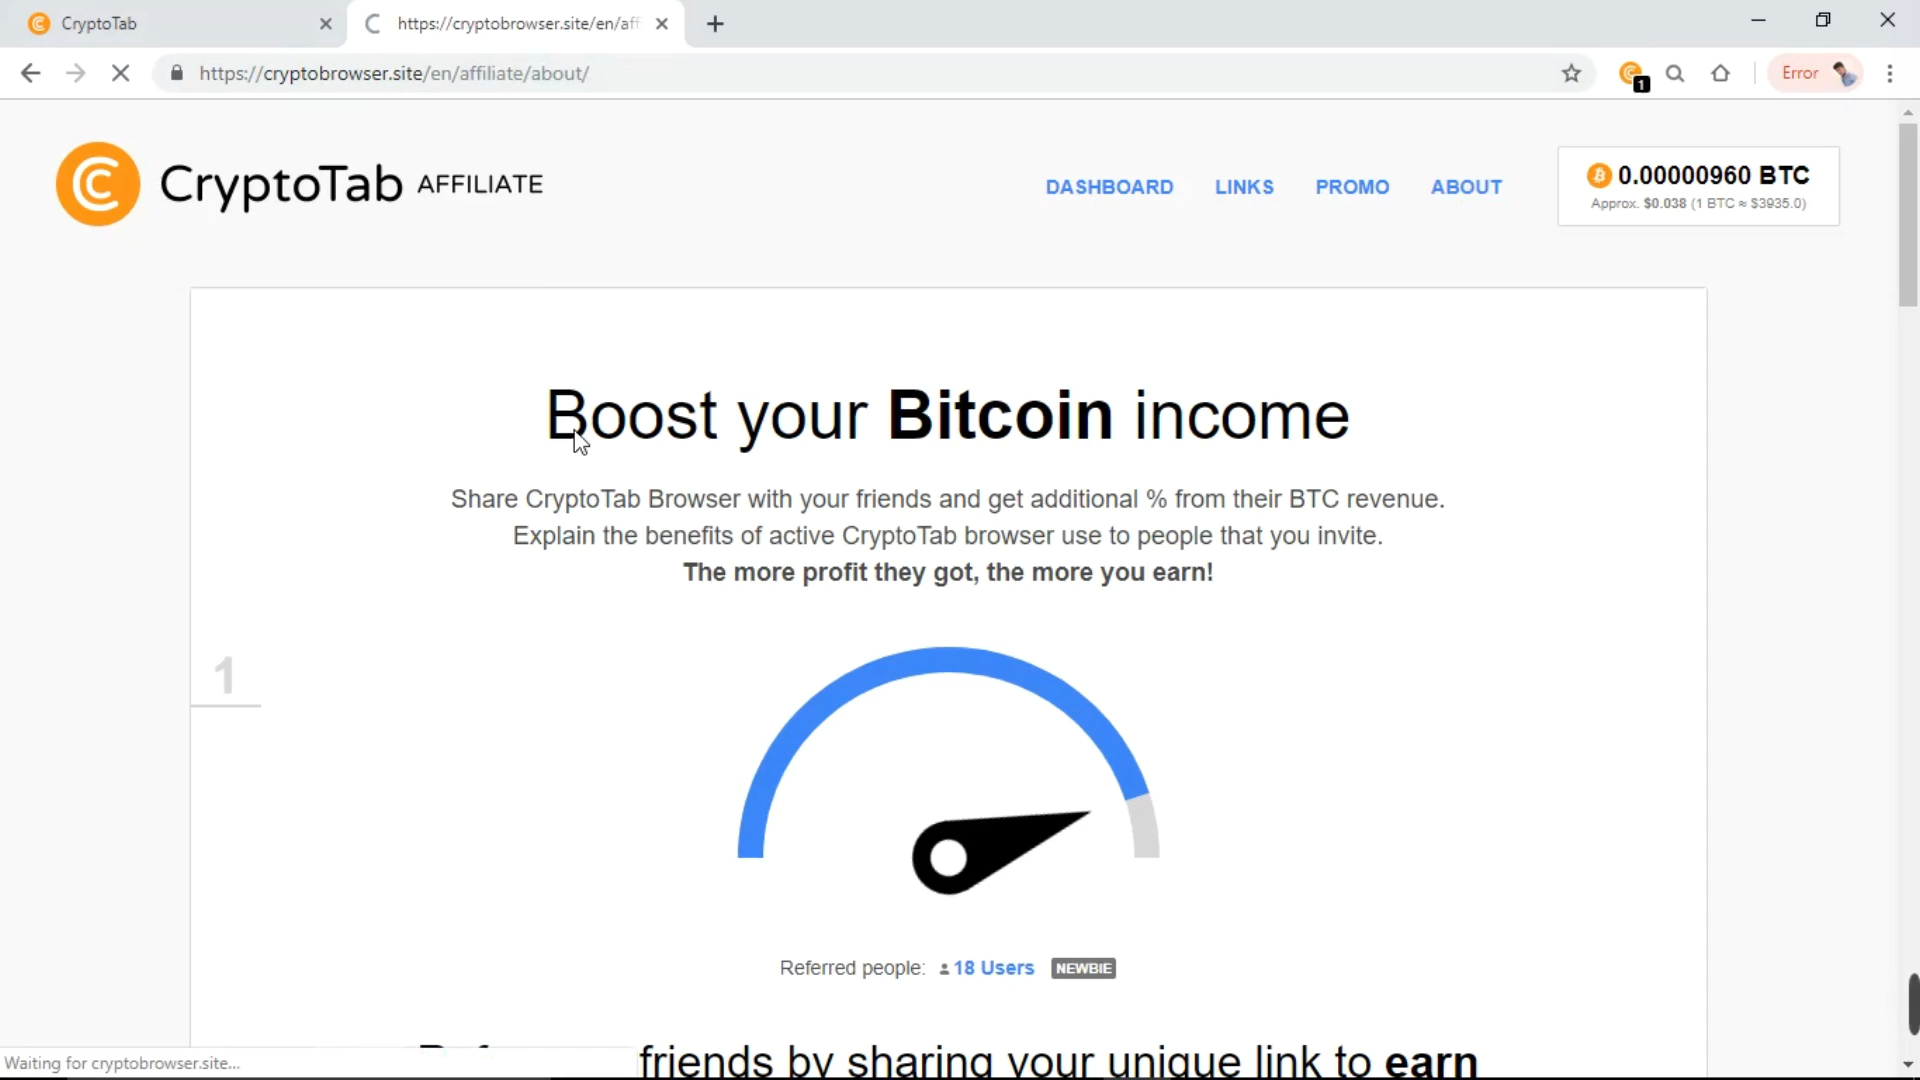 CryptoTab
https://cryptobrowser.site/en/aff
https://cryptobrowser.site/en/affiliate/about/
1
Error
CryptoTab AFFILIATE
DASHBOARD LINKS PROMO ABOUT
0.00000960 BTC
Approx. $0.038 (1 BTC ≈ $3935.0)
Boost your Bitcoin income
Share CryptoTab Browser with your friends and get additional % from their BTC revenue.
Explain the benefits of active CryptoTab browser use to people that you invite.
The more profit they got, the more you earn!
1
Referred people: 18 Users NEWBIE
friends by sharing your unique link to earn
Waiting for cryptobrowser.site...